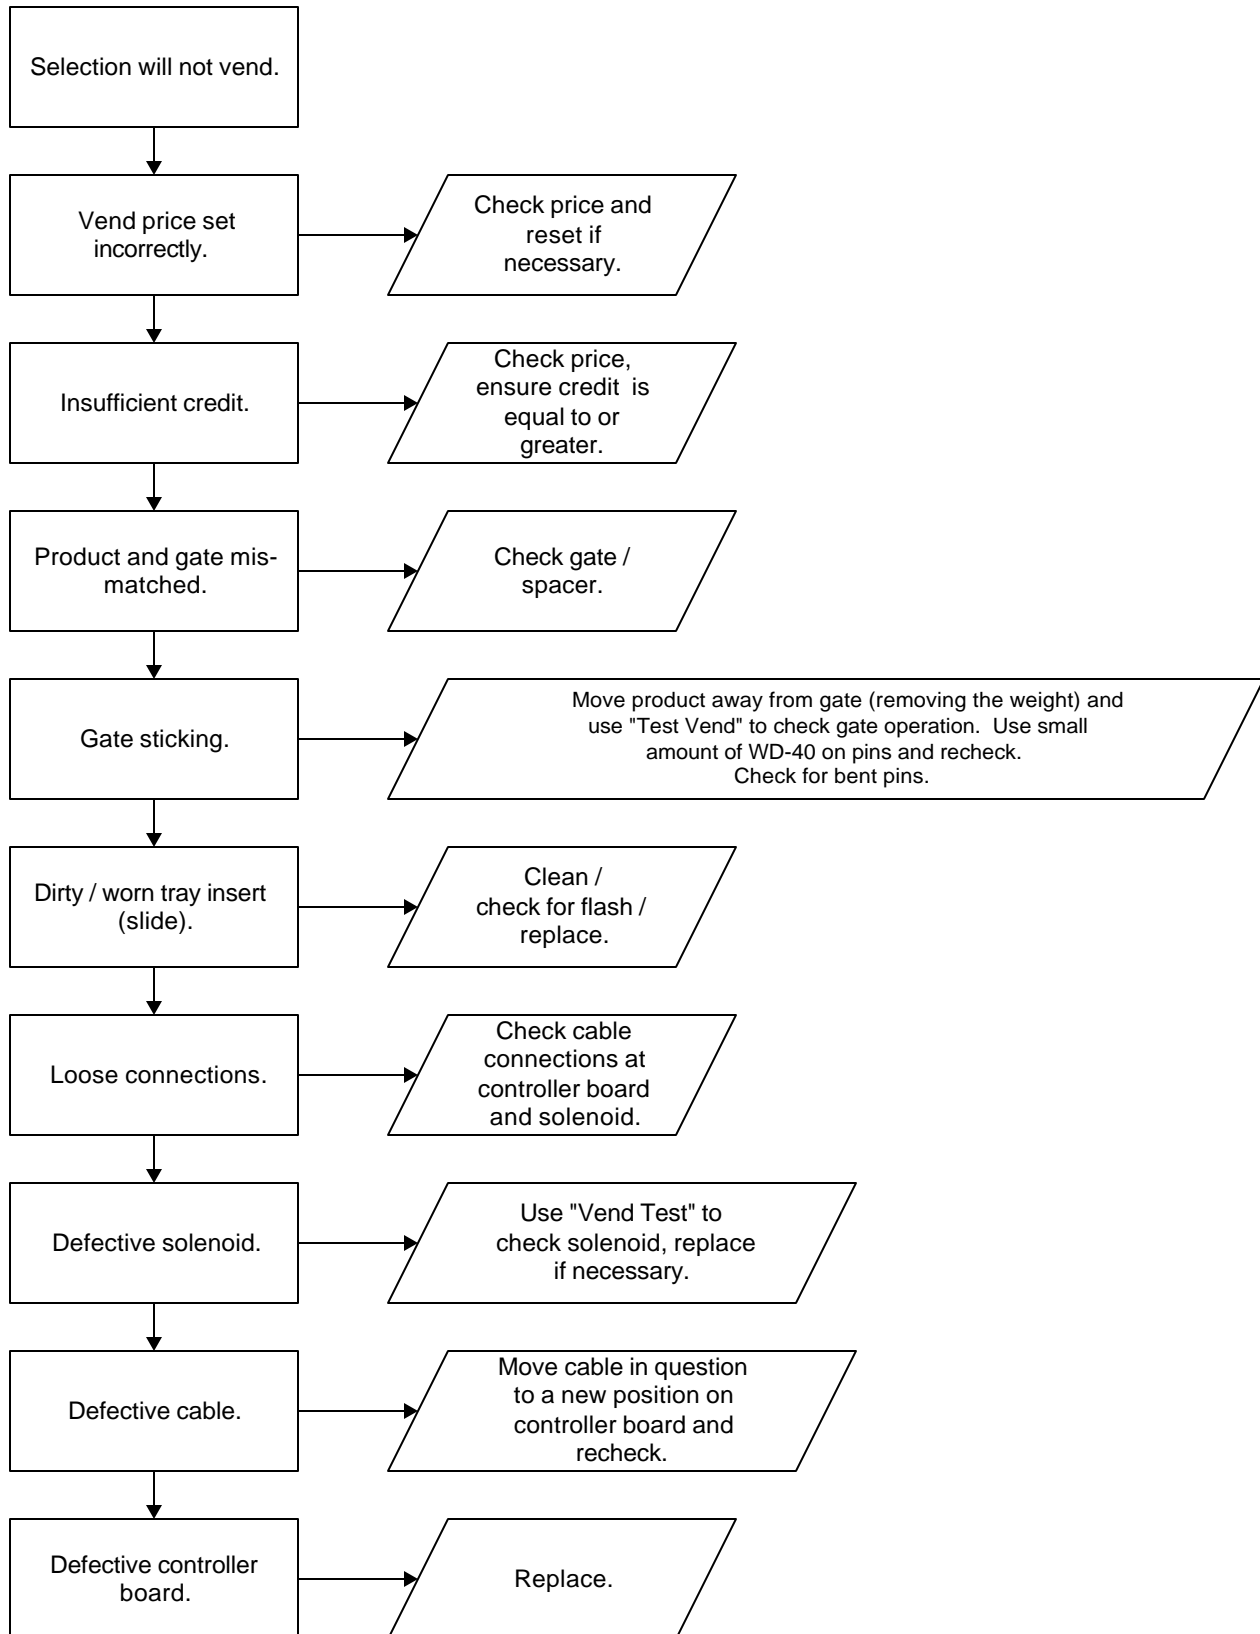 Selection will not vend.
Vend price set
incorrectly.
Check price and
reset if
necessary.
Insufficient credit.
Check price,
ensure credit is
equal to or
greater.
Product and gate mis-
matched.
Check gate /
spacer.
Gate sticking.
Move product away from gate (removing the weight) and
use "Test Vend" to check gate operation. Use small
amount of WD-40 on pins and recheck.
Check for bent pins.
Dirty / worn tray insert
(slide).
Clean /
check for flash /
replace.
Loose connections.
Check cable
connections at
controller board
and solenoid.
Defective solenoid.
Use "Vend Test" to
check solenoid, replace
if necessary.
Defective cable.
Move cable in question
to a new position on
controller board and
recheck.
Defective controller
board.
Replace.